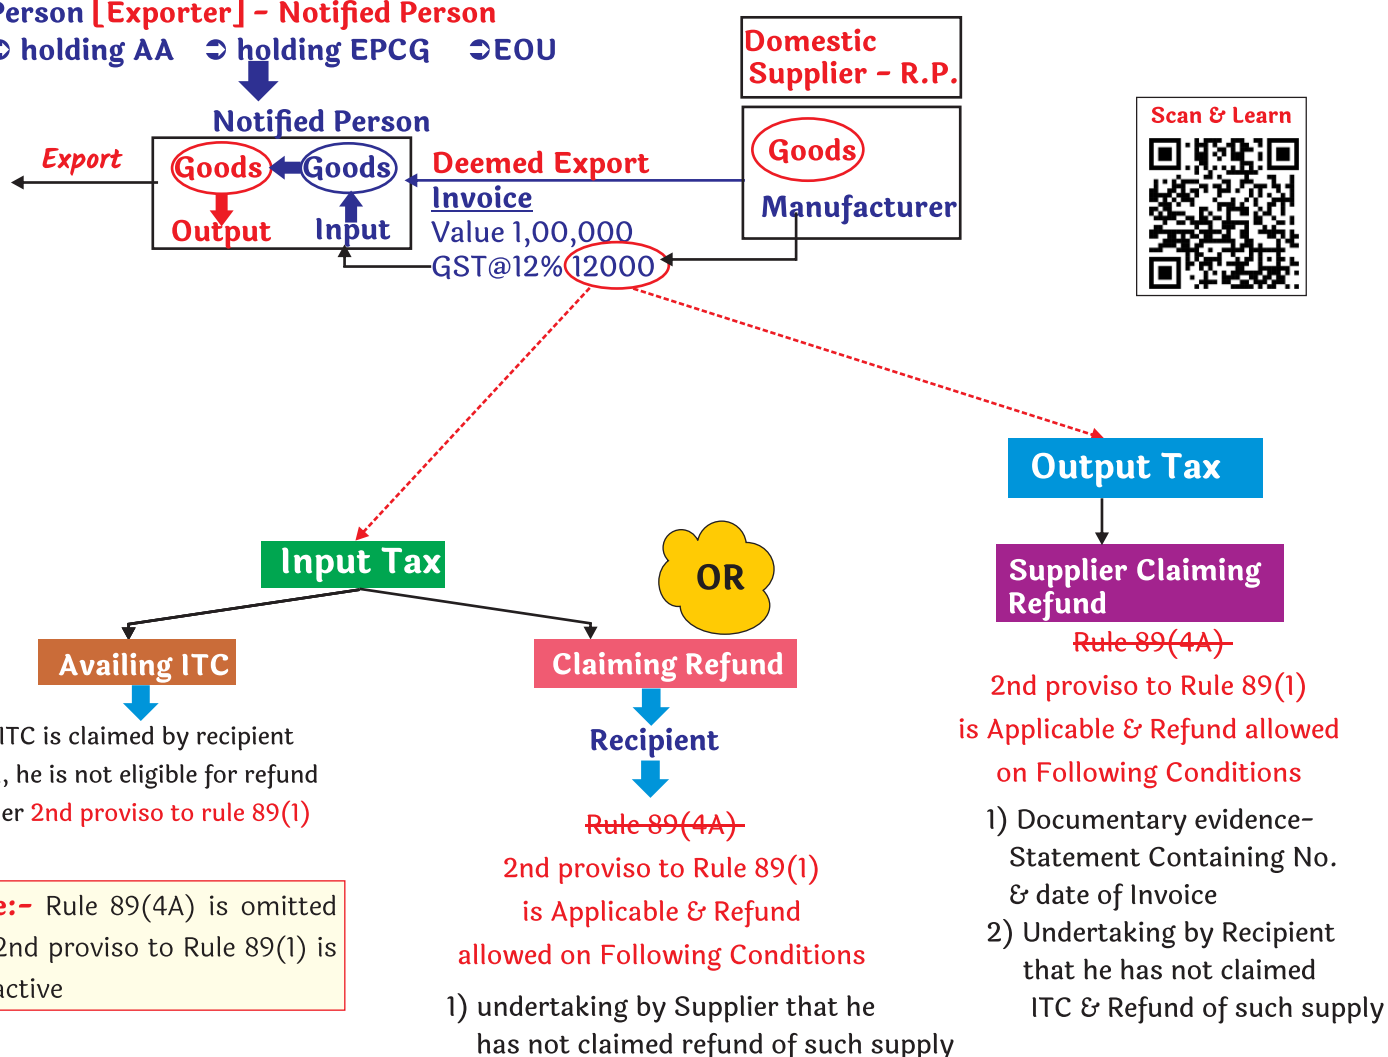 Person [Exporter] - Notified Person
➲ holding AA ➲ holding EPCG ➲EOU
Domestic
Supplier - R.P.
Scan & Learn
Notified Person
Export
Goods
Goods
Output
Input
Deemed Export
Invoice
Value 1,00,000
GST@12% 12000
Goods
Manufacturer
Output Tax
Input Tax
OR
Supplier Claiming
Refund
Availing ITC
ITC is claimed by recipient
, he is not eligible for refund
er 2nd proviso to rule 89(1)
e:- Rule 89(4A) is omitted
2nd proviso to Rule 89(1) is
active
Claiming Refund
Recipient
Rule 89(4A)
2nd proviso to Rule 89(1)
is Applicable & Refund
allowed on Following Conditions
1) undertaking by Supplier that he
has not claimed refund of such supply
Rule 89(4A)
2nd proviso to Rule 89(1)
is Applicable & Refund allowed
on Following Conditions
1) Documentary evidence-
Statement Containing No.
& date of Invoice
2) Undertaking by Recipient
that he has not claimed
ITC & Refund of such supply